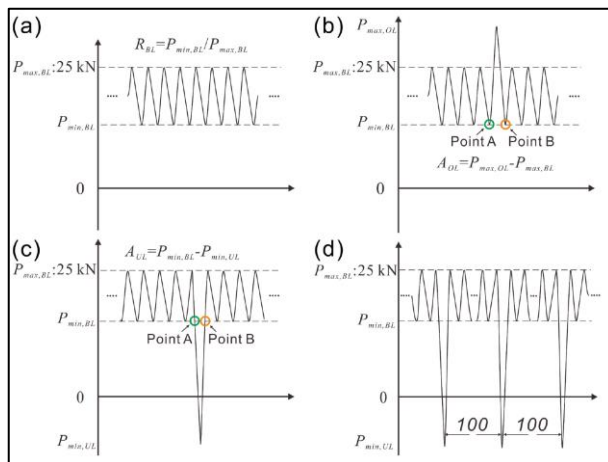 (a)
R_BL=P_min,BL/P_max,BL
P_max,BL:25 kN
....
....
P_min,BL
0
(b)
P_max,OL
P_max,BL:25 kN
....
....
P_min,BL
Point A
Point B
A_OL=P_max,OL-P_max,BL
0
(c)
A_UL=P_min,BL-P_min,UL
P_max,BL:25 kN
....
....
P_min,BL
Point A
Point B
0
P_min,UL
(d)
P_max,BL:25 kN
....
...
...
....
P_min,BL
0
100
100
P_min,UL